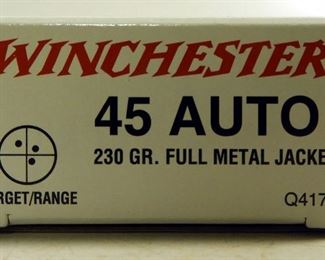 WINCHESTER
45 AUTO
230 GR. FULL METAL JACKE
RGET/RANGE
Q417